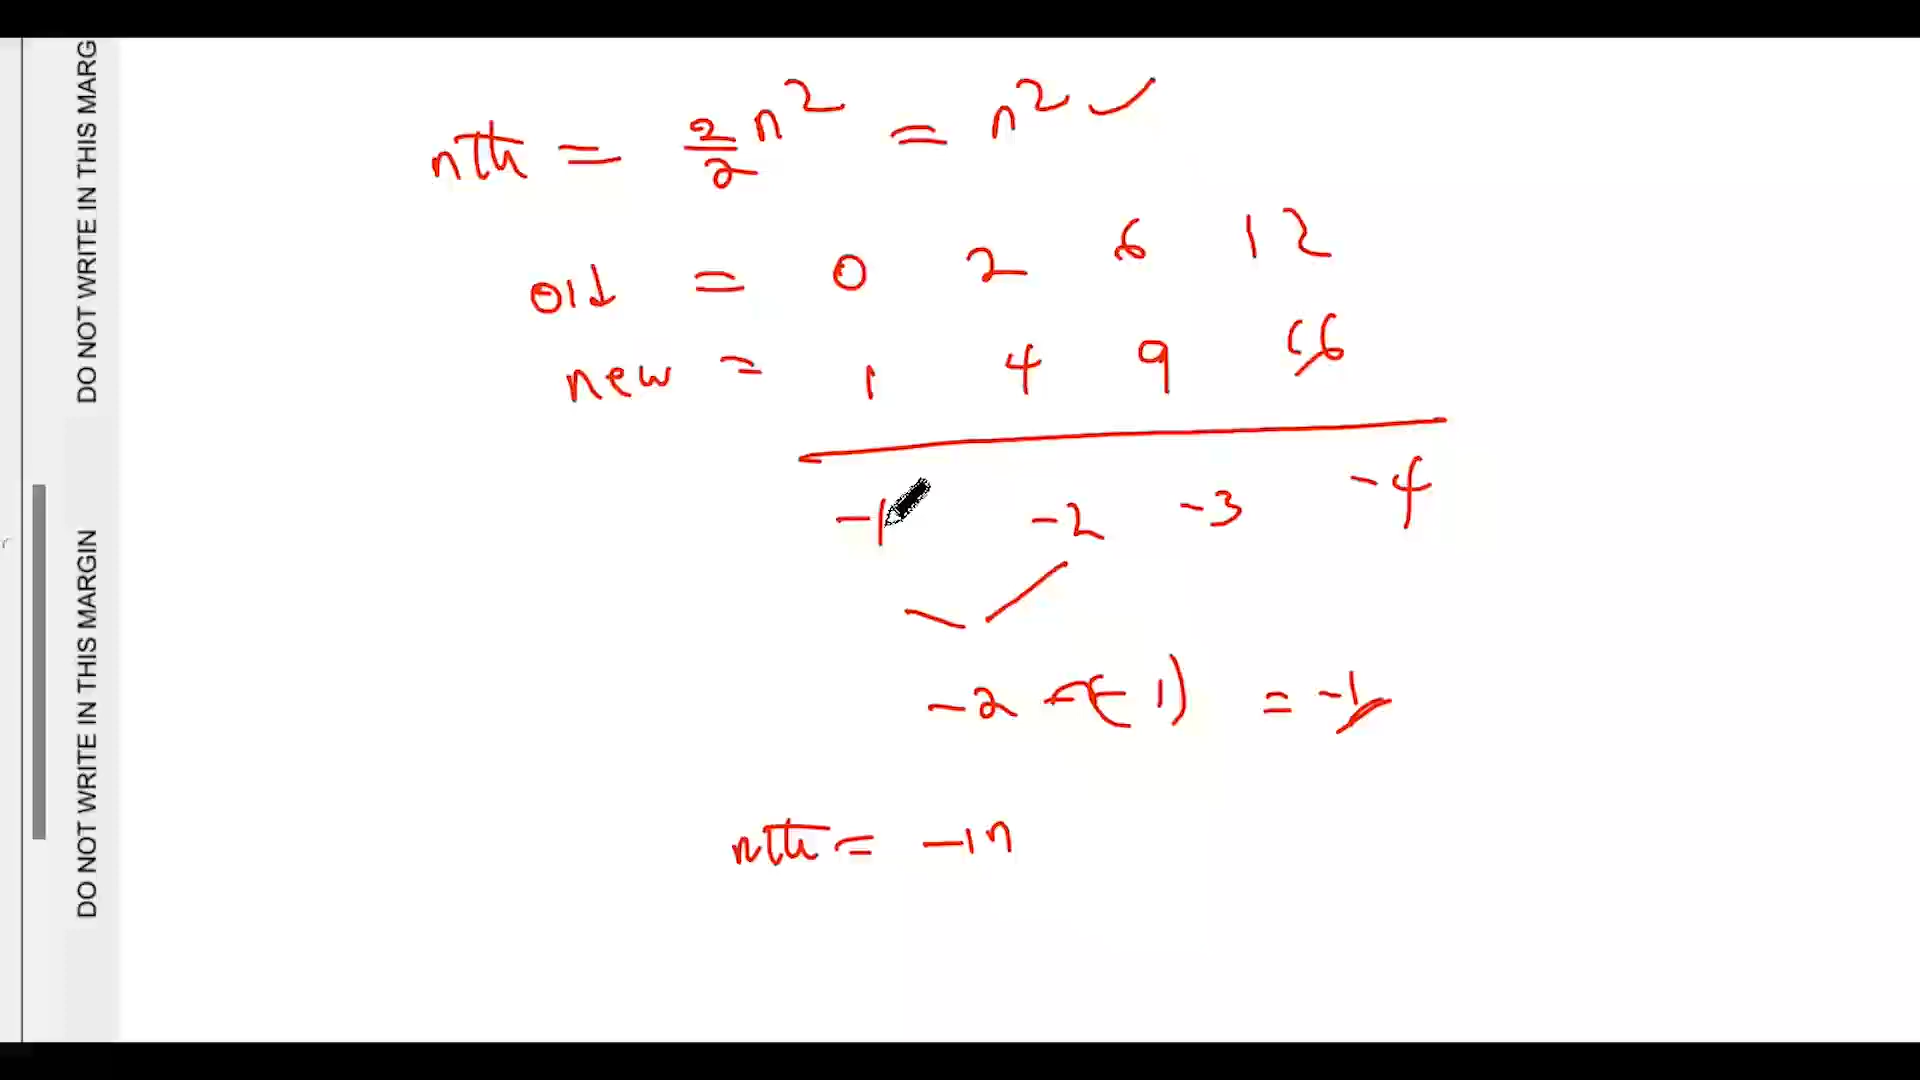 DO NOT WRITE IN THIS MARG
DO NOT WRITE IN THIS MARGIN
nth = 2/2 n² = n² ✓
old = 0 2 6 12
new = 1 4 9 16
-1 -2 -3 -4
-2 -(-1) = -1
nth = -1n